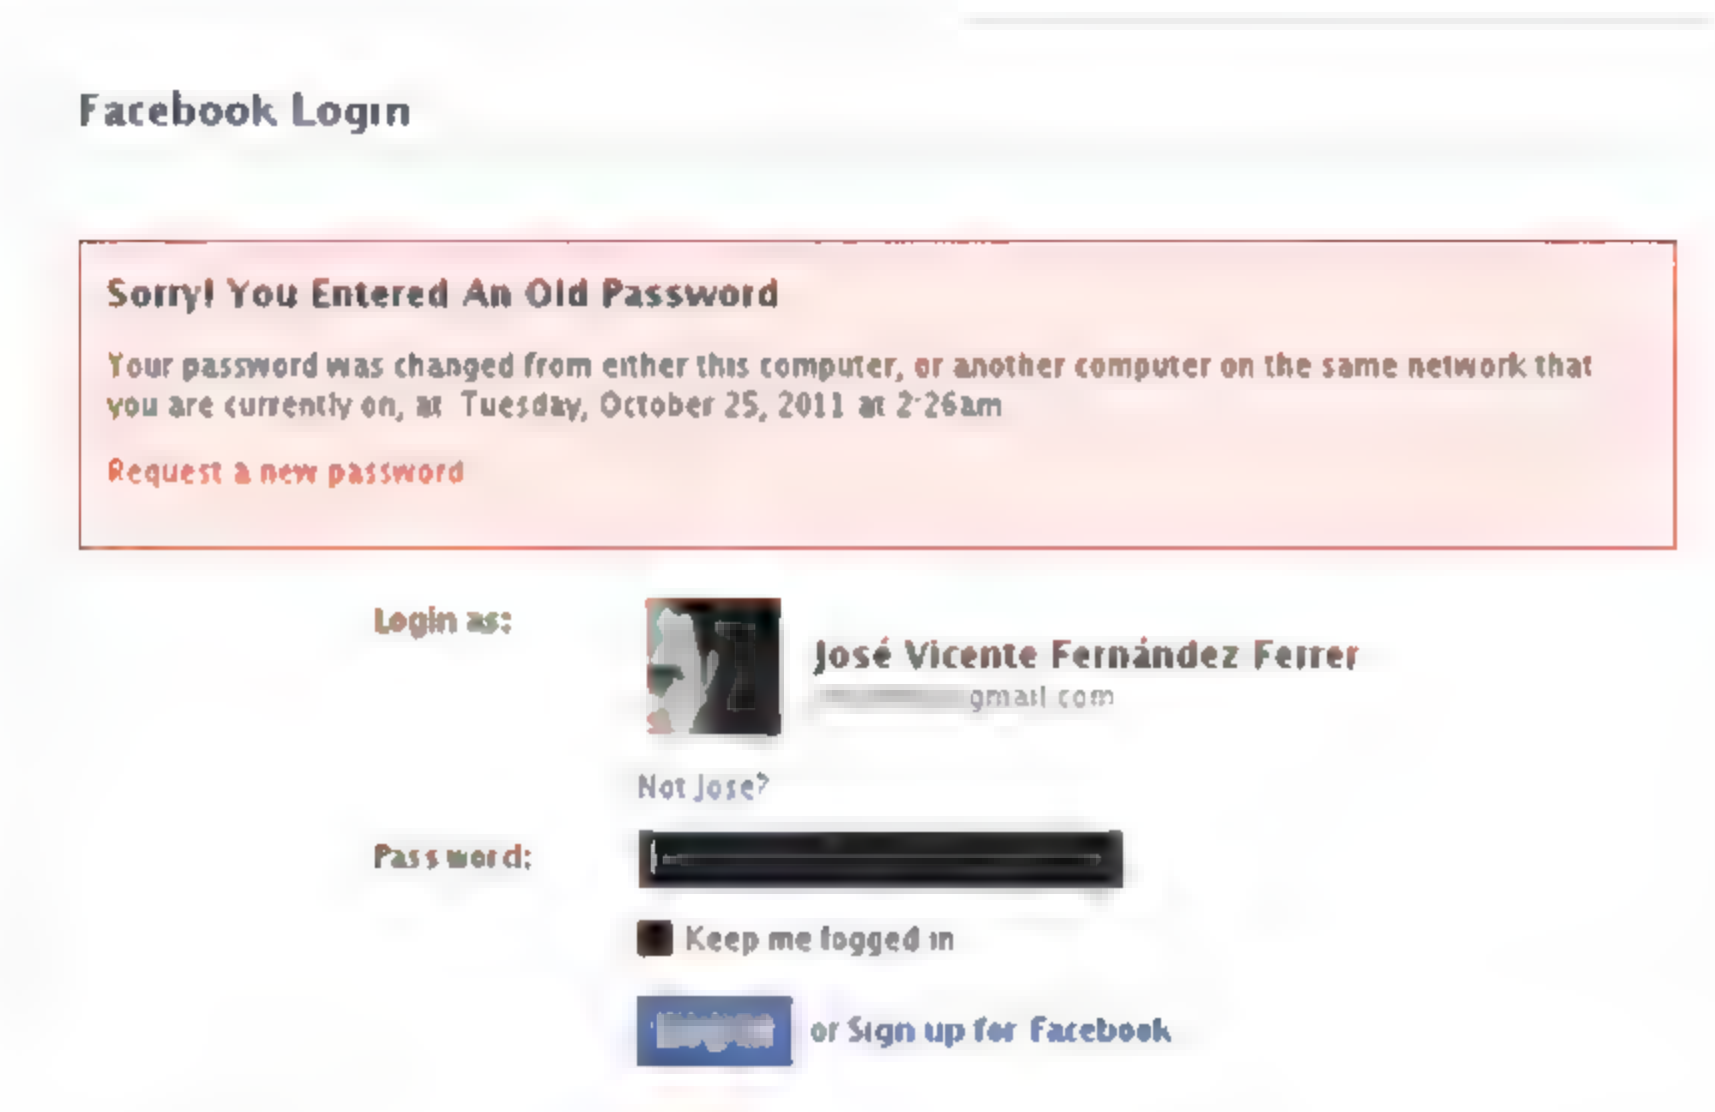 Facebook Login
Sorry! You Entered An Old Password
Your password was changed from either this computer, or another computer on the same network that
you are currently on, at Tuesday, October 25, 2011 at 2:26am
Request a new password
Login as:
José Vicente Fernández Ferrer
gmail.com
Not Jose?
Password:
Keep me logged in
or Sign up for Facebook